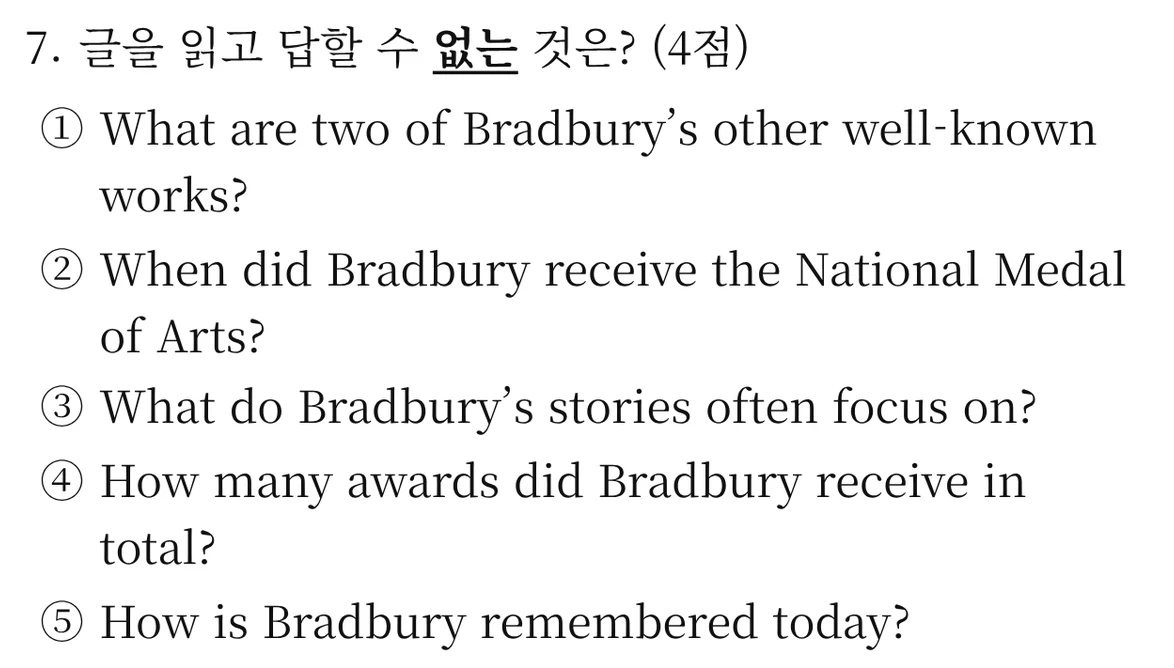 7. 글을 읽고 답할 수 없는 것은? (4점)
① What are two of Bradbury’s other well-known
works?
② When did Bradbury receive the National Medal
of Arts?
③ What do Bradbury’s stories often focus on?
④ How many awards did Bradbury receive in
total?
⑤ How is Bradbury remembered today?